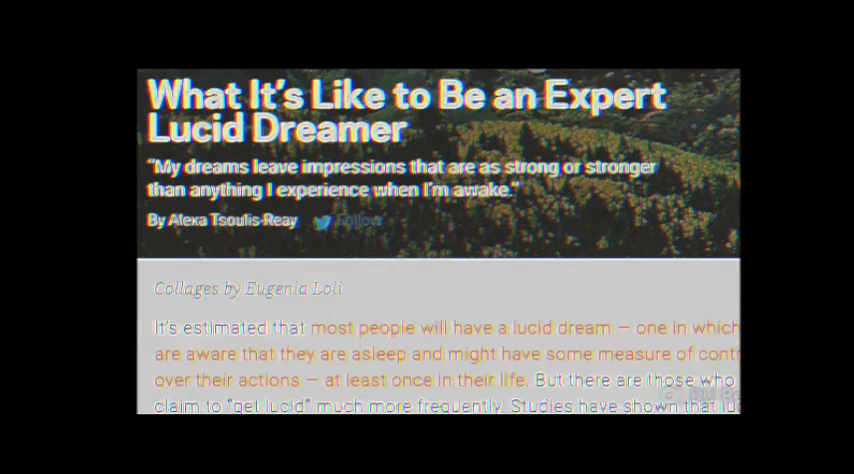 What It's Like to Be an Expert
Lucid Dreamer
"My dreams leave impressions that are as strong or stronger
than anything I experience when I'm awake."
By Alexa Tsoulis-Reay Follow
Collages by Eugenia Loli
It's estimated that most people will have a lucid dream — one in which
are aware that they are asleep and might have some measure of contr
over their actions — at least once in their life. But there are those who
claim to "get lucid" much more frequently. Studies have shown that lu